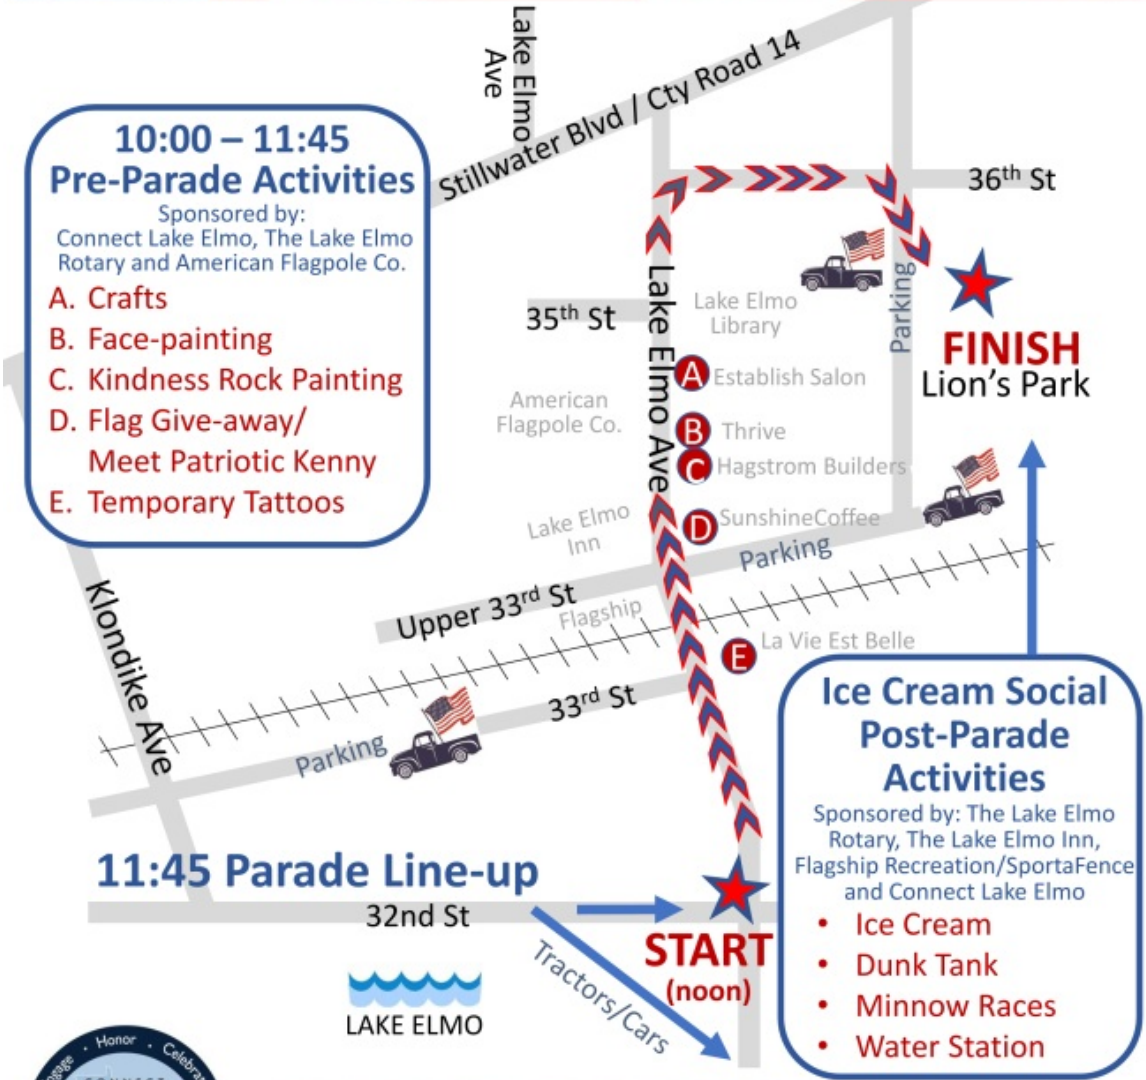 Lake Elmo
Ave
Stillwater Blvd / Cty Road 14
10:00 – 11:45
Pre-Parade Activities
Sponsored by:
Connect Lake Elmo, The Lake Elmo
Rotary and American Flagpole Co.
A. Crafts
B. Face-painting
C. Kindness Rock Painting
D. Flag Give-away/
Meet Patriotic Kenny
E. Temporary Tattoos
36th St
35th St
Lake Elmo Ave
Lake Elmo
Library
Parking
FINISH
Lion's Park
A Establish Salon
American
Flagpole Co.
B Thrive
C Hagstrom Builders
Lake Elmo
Inn
D SunshineCoffee
Parking
Upper 33rd St
Flagship
E La Vie Est Belle
Klondike Ave
33rd St
Parking
11:45 Parade Line-up
32nd St
START
(noon)
Tractors/Cars
LAKE ELMO
Ice Cream Social
Post-Parade
Activities
Sponsored by: The Lake Elmo
Rotary, The Lake Elmo Inn,
Flagship Recreation/SportaFence
and Connect Lake Elmo
• Ice Cream
• Dunk Tank
• Minnow Races
• Water Station
· Honor ·